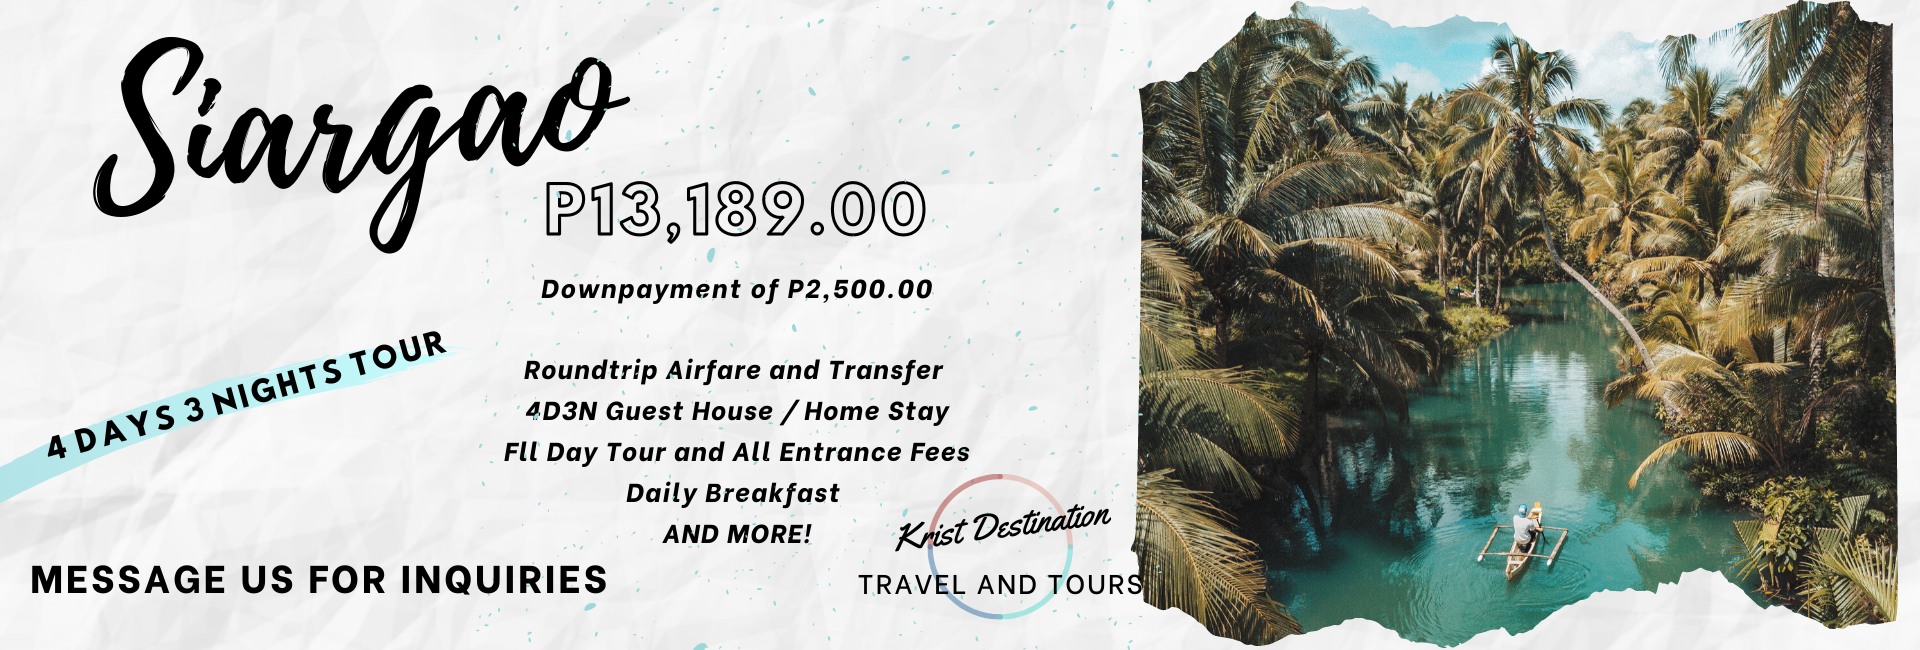 Siargao
P13,189.00
Downpayment of P2,500.00
4 DAYS 3 NIGHTS TOUR
Roundtrip Airfare and Transfer
4D3N Guest House / Home Stay
Fll Day Tour and All Entrance Fees
Daily Breakfast
AND MORE!
MESSAGE US FOR INQUIRIES
Krist Destination
TRAVEL AND TOURS